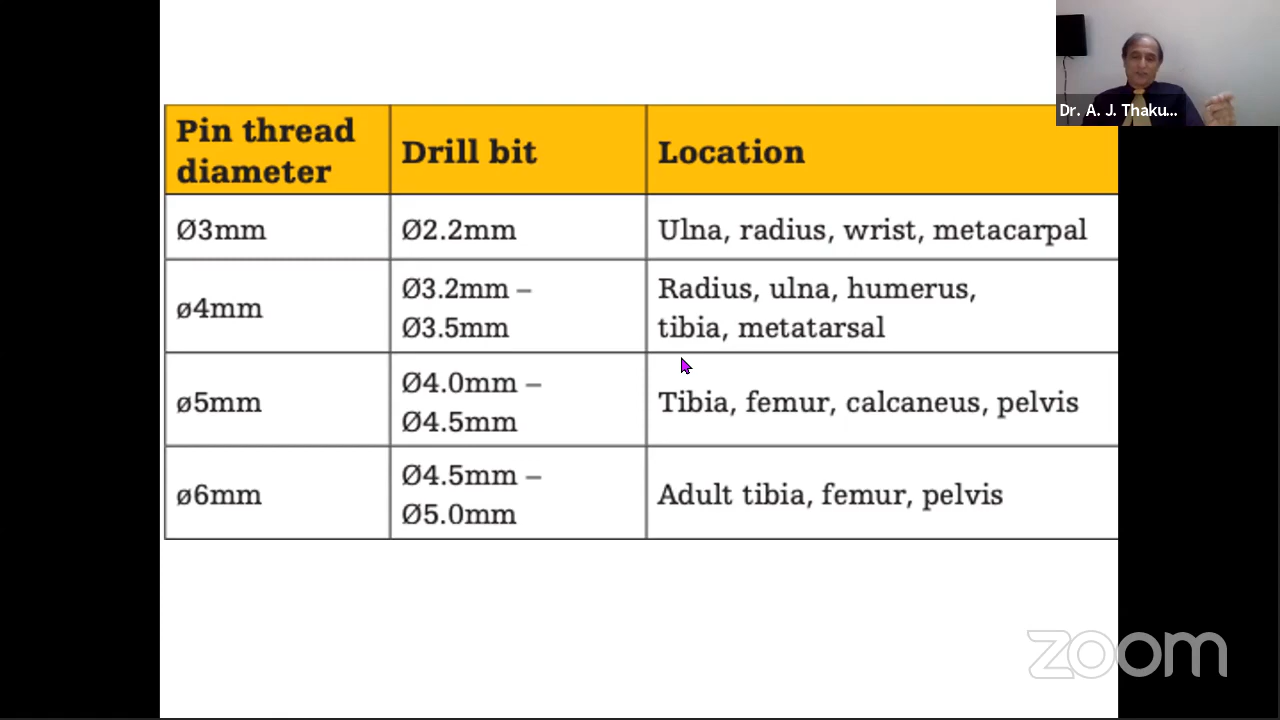 Dr. A. J. Thaku...
Pin thread
diameter
Drill bit
Location
Ø3mm
Ø2.2mm
Ulna, radius, wrist, metacarpal
ø4mm
Ø3.2mm –
Ø3.5mm
Radius, ulna, humerus,
tibia, metatarsal
ø5mm
Ø4.0mm –
Ø4.5mm
Tibia, femur, calcaneus, pelvis
ø6mm
Ø4.5mm –
Ø5.0mm
Adult tibia, femur, pelvis
zoom